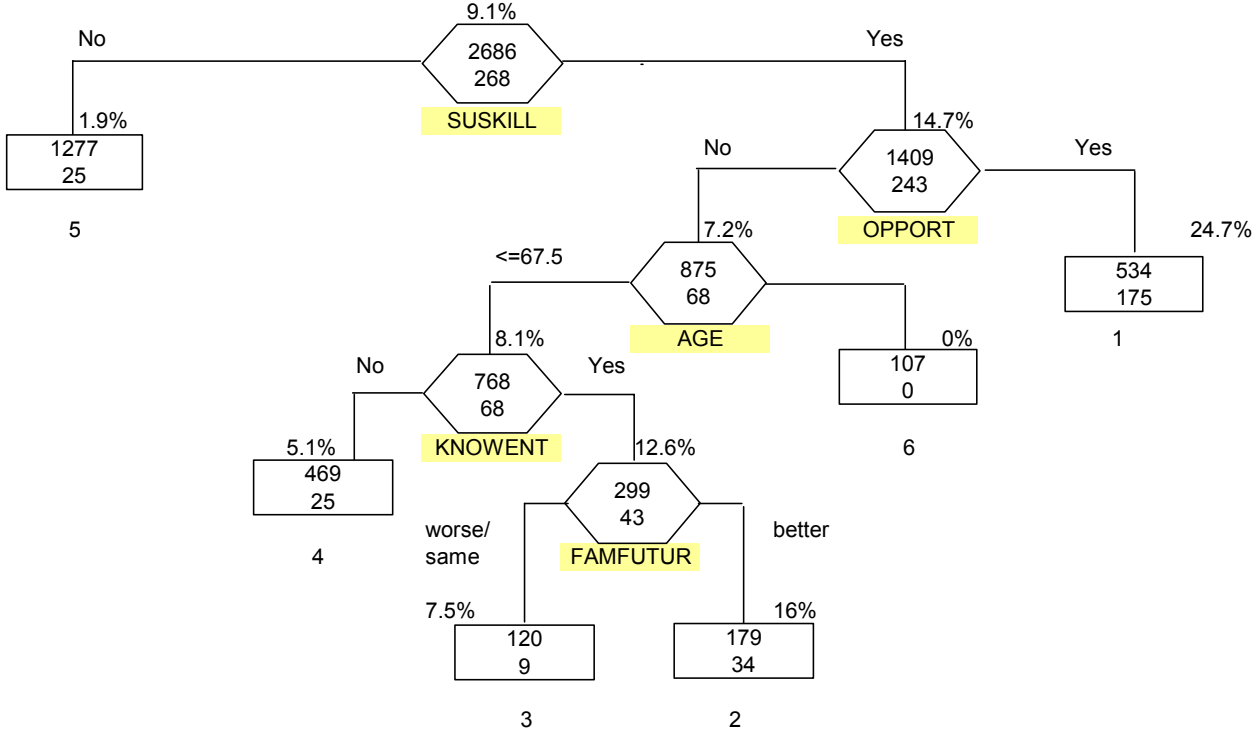 9.1%
No
Yes
2686
268
SUSKILL
1.9%
1277
25
5
14.7%
No
Yes
1409
243
OPPORT
7.2%
24.7%
<=67.5
875
68
AGE
534
175
1
8.1%
0%
No
Yes
768
68
KNOWENT
107
0
6
5.1%
12.6%
469
25
4
299
43
FAMFUTUR
worse/
same
better
7.5%
16%
120
9
179
34
3
2